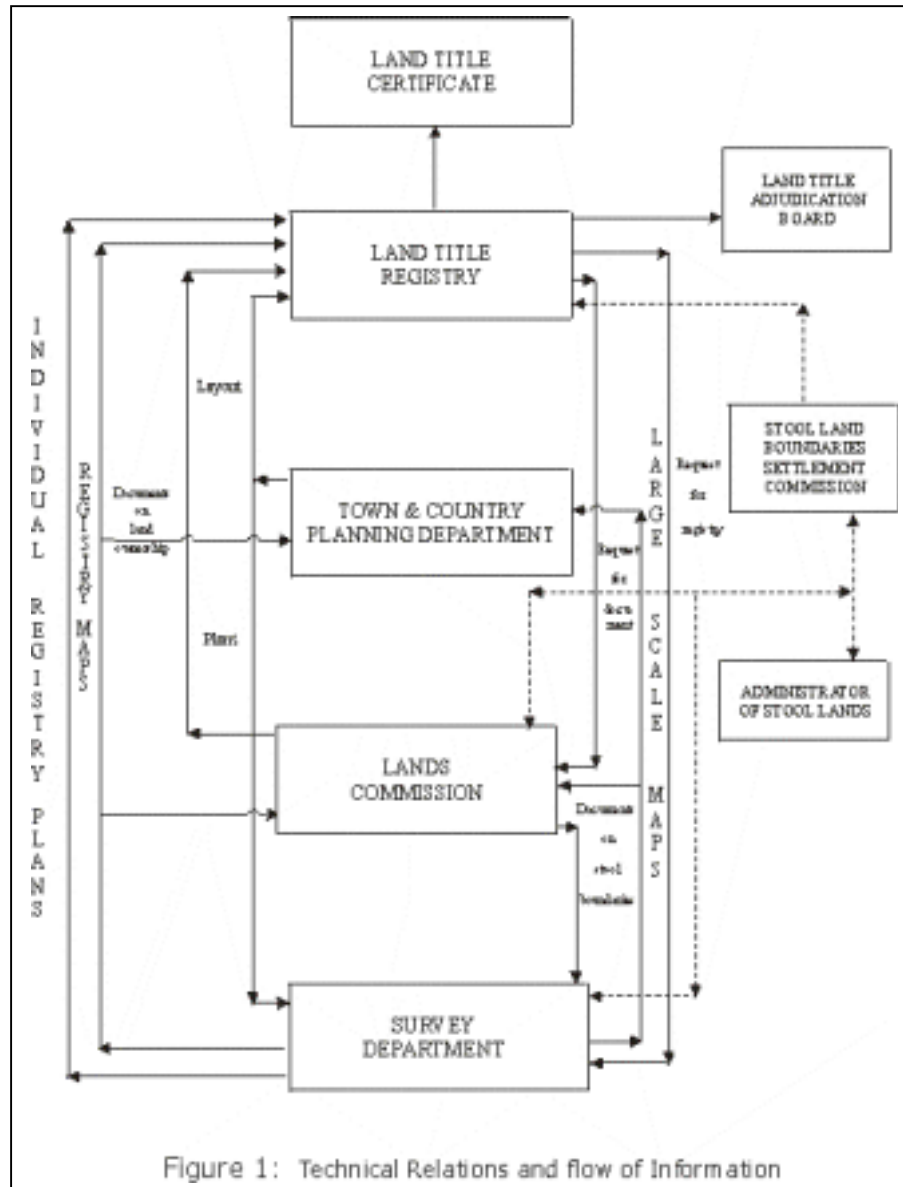 LAND TITLE
CERTIFICATE
LAND TITLE
ADJUDICATION
BOARD
LAND TITLE
REGISTRY
INDIVIDUAL REGISTRY PLANS
REGISTRY MAPS
Layout
Documents
on
land
ownership
Plans
TOWN & COUNTRY
PLANNING DEPARTMENT
Request
for
docu
ment
LARGE SCALE MAPS
Request
for
STOOL LAND
BOUNDARIES
SETTLEMENT
COMMISSION
ADMINISTRATOR
OF STOOL LANDS
LANDS
COMMISSION
Documents
on
stool
boundaries
SURVEY
DEPARTMENT
Figure 1: Technical Relations and flow of Information